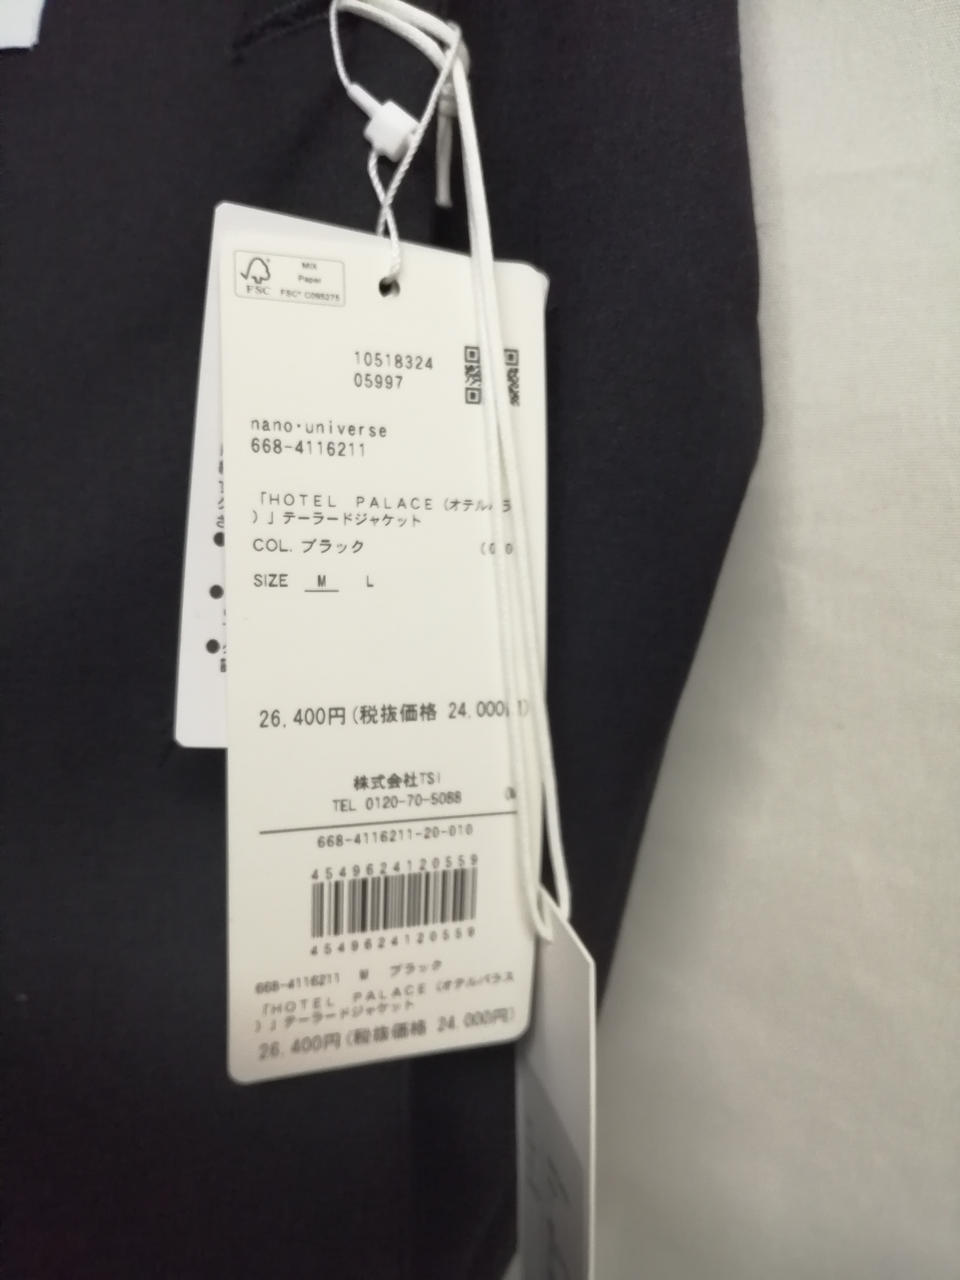 MIX
Paper
FSC
FSC® C095275
10518324
05997
nano・universe
668-4116211
「HOTEL PALACE（オテルパラ
）」テーラードジャケット
COL. ブラック
SIZE M L
26,400円(税抜価格 24,000円)
株式会社TSI
TEL 0120-70-5088
668-4116211-20-010
4549624120559
4549624120559
668-4116211 M ブラック
「HOTEL PALACE（オテルパラス
）」テーラードジャケット
26,400円(税抜価格 24,000円)